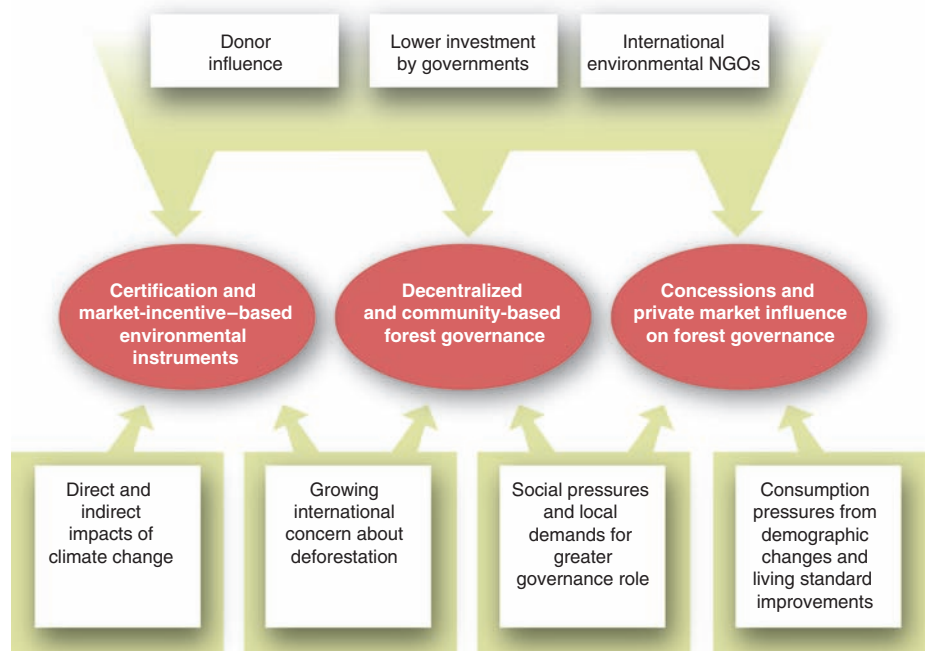 Donor
influence
Lower investment
by governments
International
environmental NGOs
Certification and
market-incentive–based
environmental
instruments
Decentralized
and community-based
forest governance
Concessions and
private market influence
on forest governance
Direct and
indirect
impacts of
climate change
Growing
international
concern about
deforestation
Social pressures
and local
demands for
greater
governance role
Consumption
pressures from
demographic
changes and
living standard
improvements